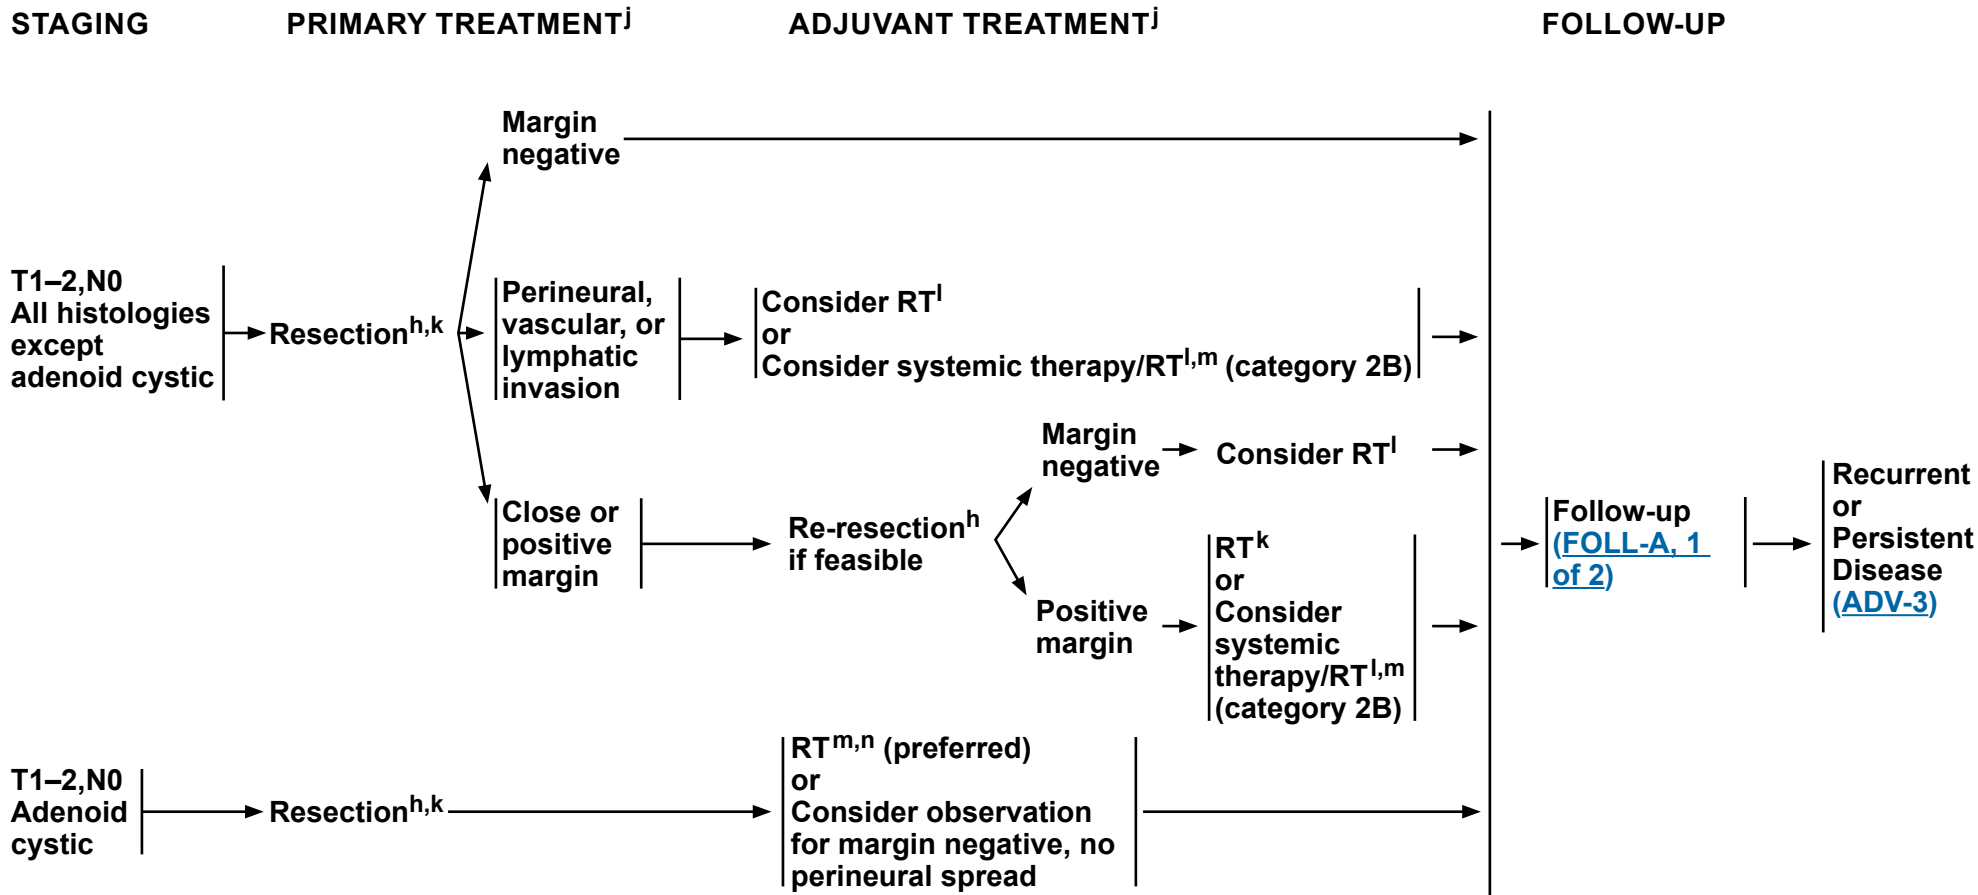 STAGING
PRIMARY TREATMENTj
ADJUVANT TREATMENTj
FOLLOW-UP
Margin
negative
T1–2,N0
All histologies
except
adenoid cystic
Resectionh,k
Perineural,
vascular, or
lymphatic
invasion
Consider RTl
or
Consider systemic therapy/RTl,m (category 2B)
Close or
positive
margin
Re-resectionh
if feasible
Margin
negative
Consider RTl
Positive
margin
RTk
or
Consider
systemic
therapy/RTl,m
(category 2B)
T1–2,N0
Adenoid
cystic
Resectionh,k
RTm,n (preferred)
or
Consider observation
for margin negative, no
perineural spread
Follow-up
(FOLL-A, 1
of 2)
Recurrent
or
Persistent
Disease
(ADV-3)